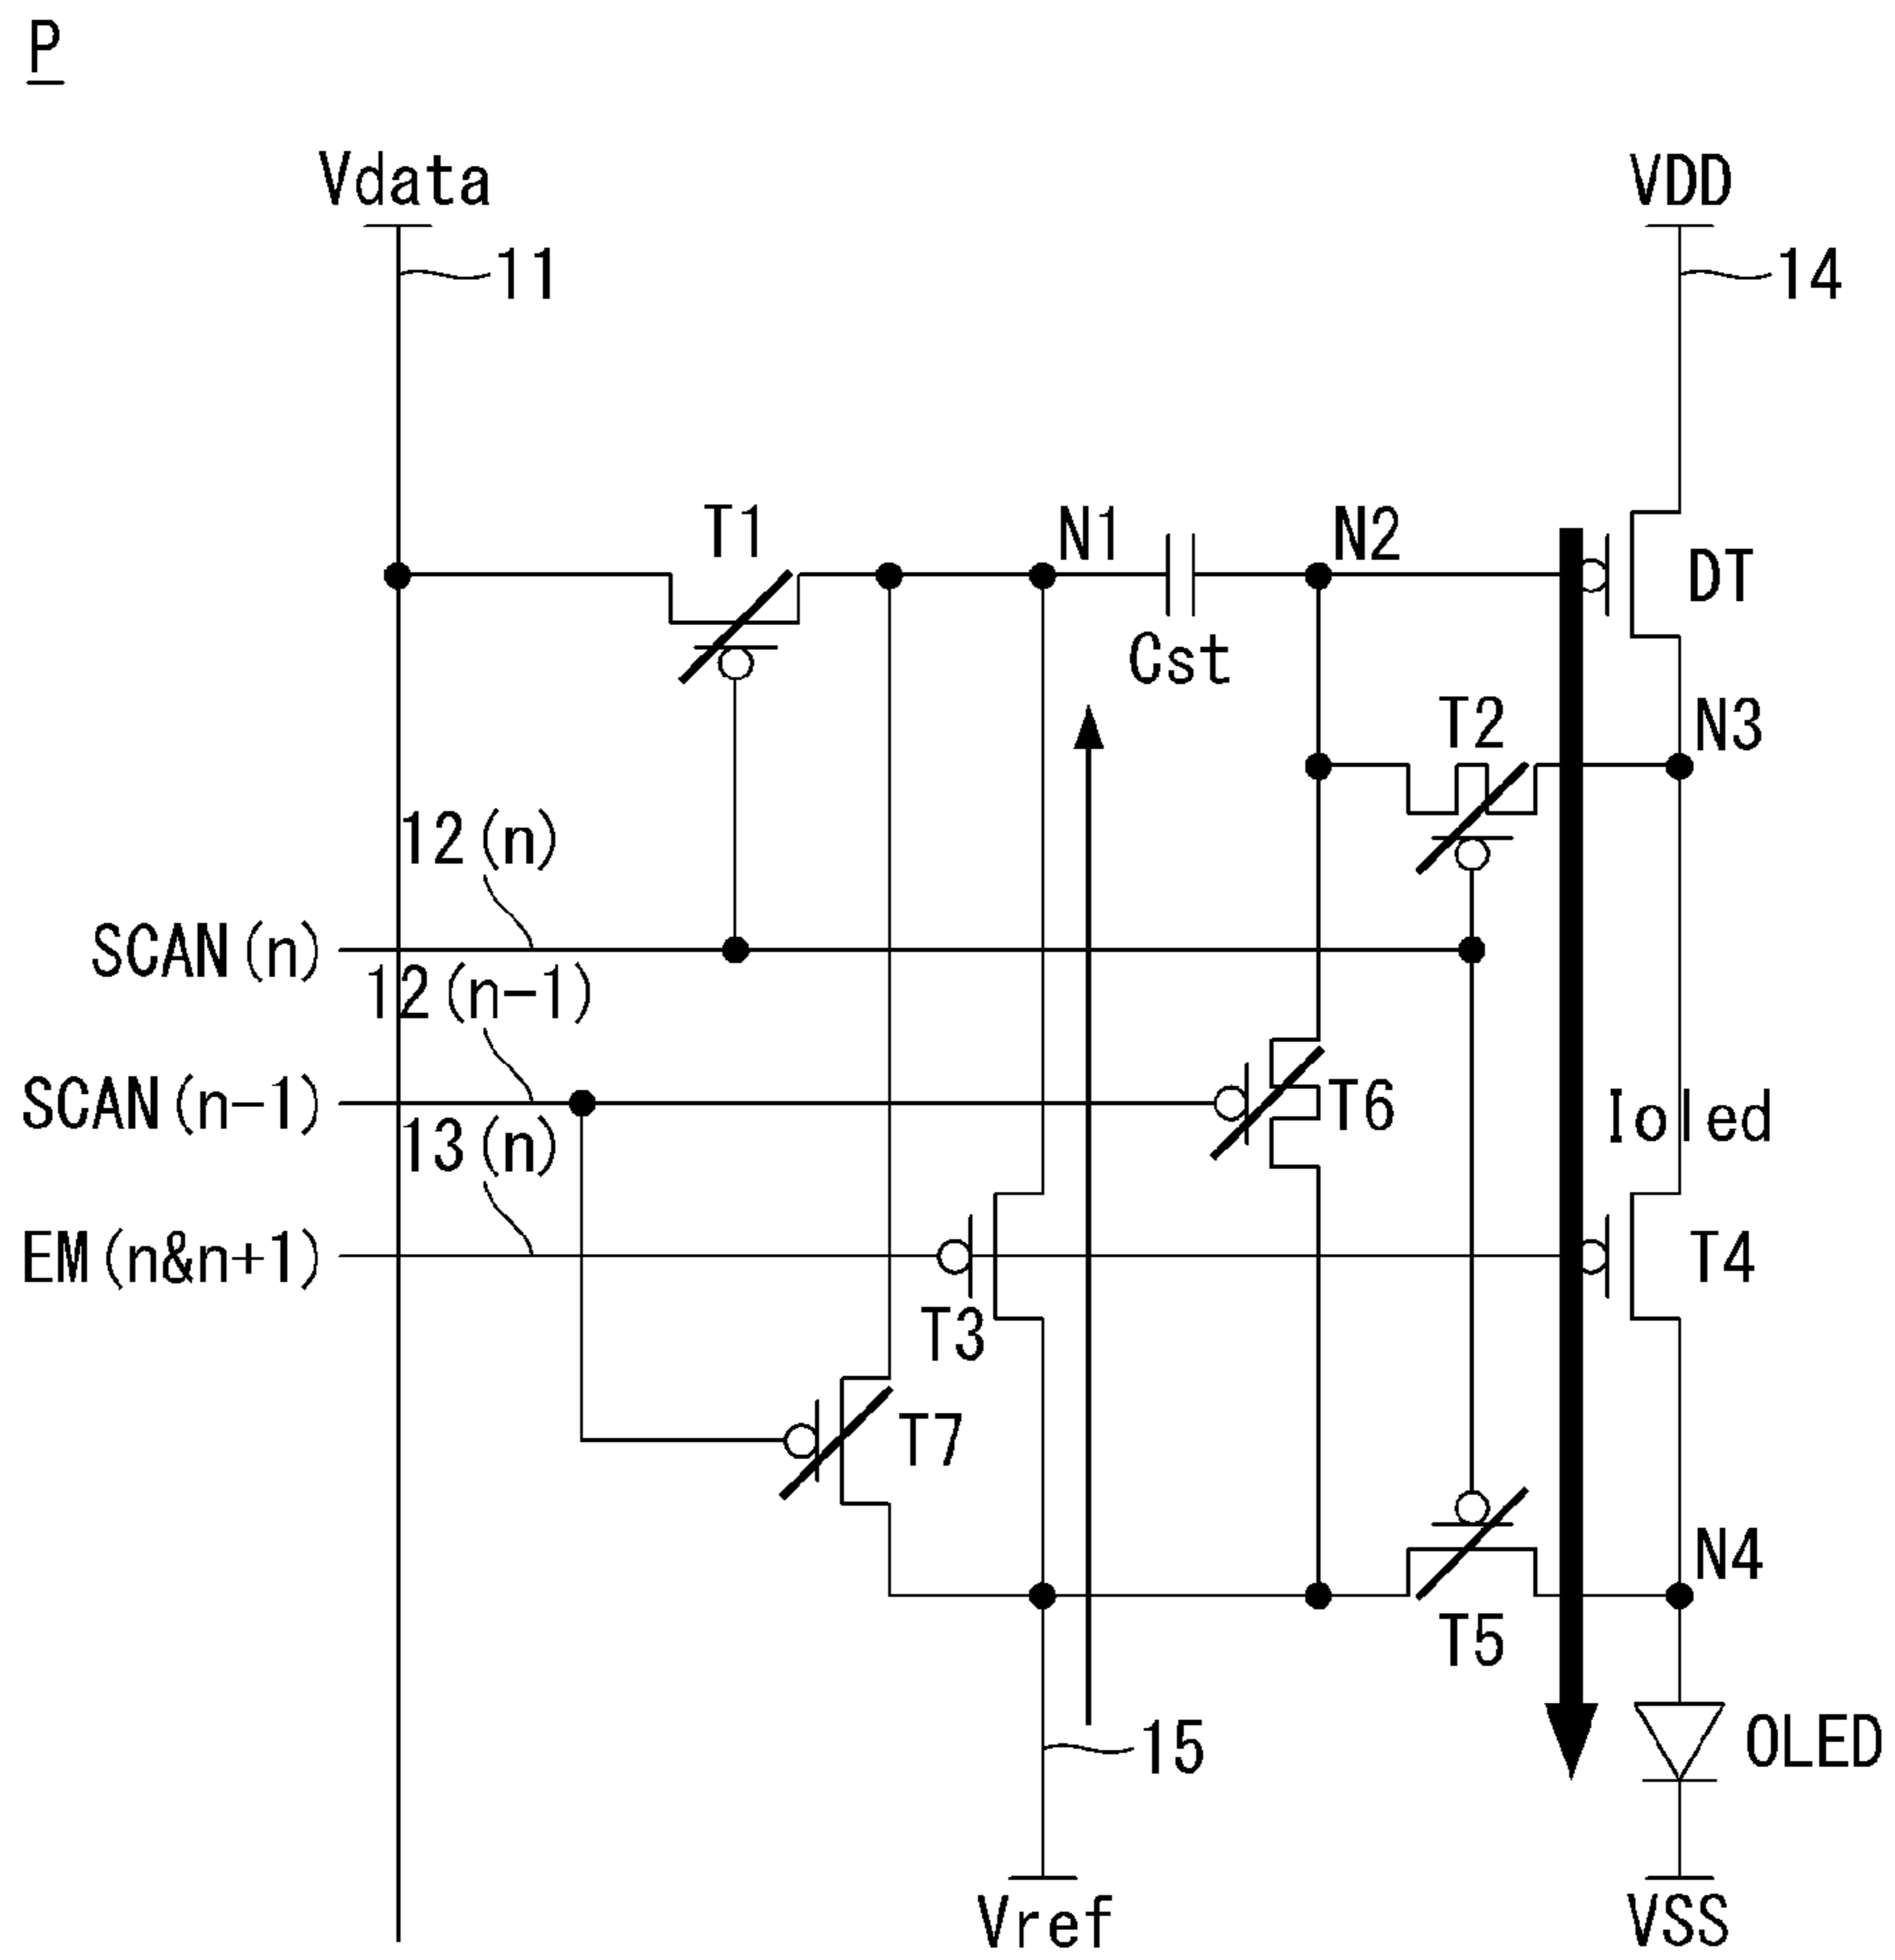 P
Vdata
VDD
11
14
T1
N1
N2
DT
Cst
T2
N3
12(n)
SCAN(n)
12(n-1)
SCAN(n-1)
T6
Ioled
13(n)
EM(n&n+1)
T4
T3
T7
N4
T5
15
OLED
Vref
VSS